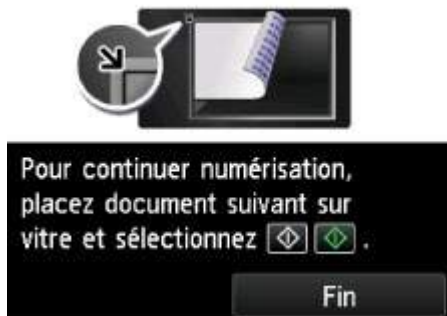 Pour continuer numérisation,
placez document suivant sur
vitre et sélectionnez .
Fin